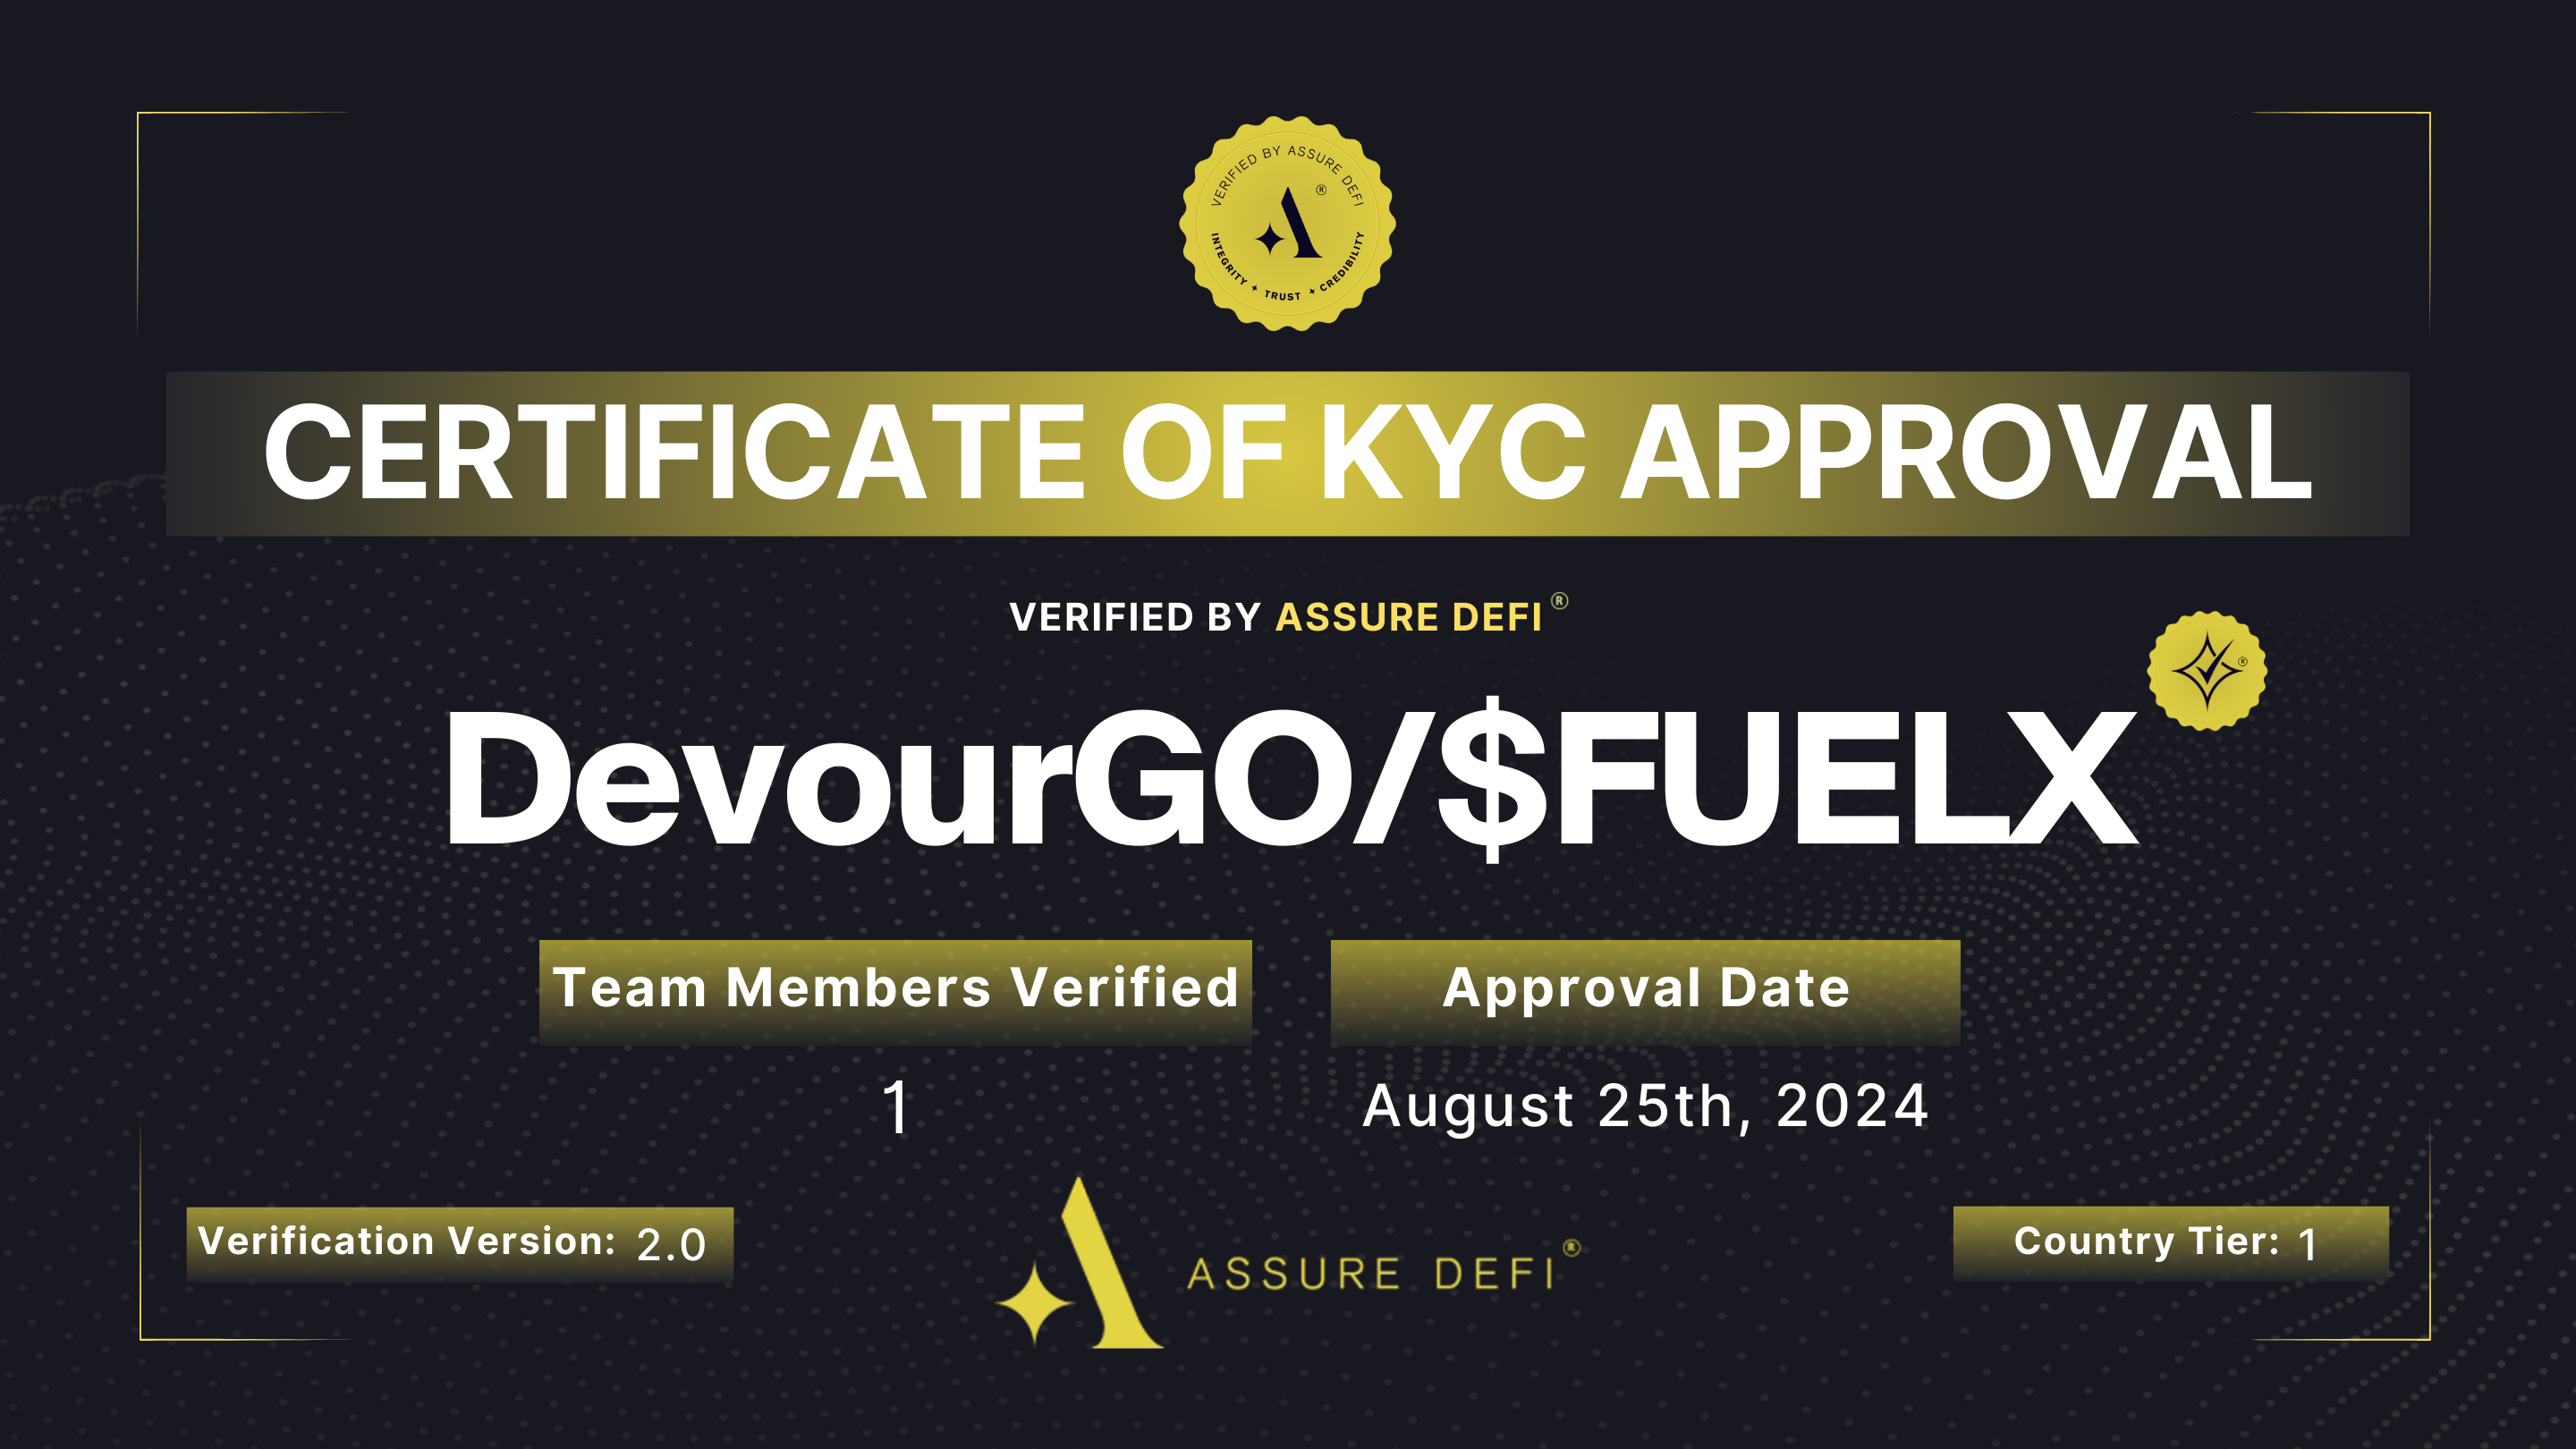 VERIFIED BY ASSURE DEFI
A ®
INTEGRITY ✦ TRUST ✦ CREDIBILITY
CERTIFICATE OF KYC APPROVAL
VERIFIED BY ASSURE DEFI®
®
DevourGO/$FUELX
Team Members Verified
1
Approval Date
August 25th, 2024
Verification Version: 2.0
A ASSURE DEFI®
Country Tier: 1